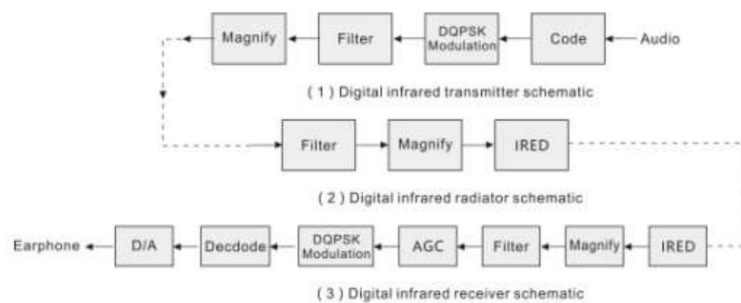 Magnify
Filter
DQPSK
Modulation
Code
Audio
( 1 ) Digital infrared transmitter schematic
Filter
Magnify
IRED
( 2 ) Digital infrared radiator schematic
Earphone
D/A
Decdode
DQPSK
Modulation
AGC
Filter
Magnify
IRED
( 3 ) Digital infrared receiver schematic